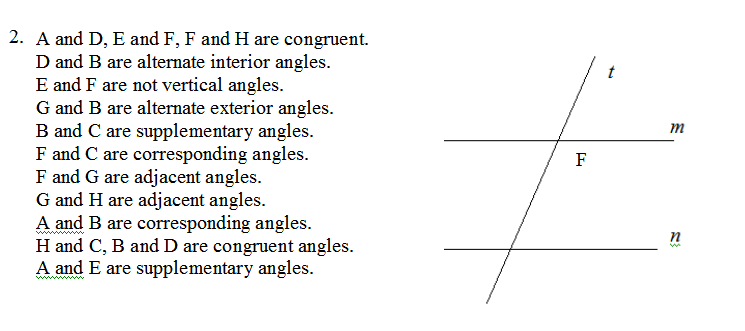 2. A and D, E and F, F and H are congruent.
D and B are alternate interior angles.
E and F are not vertical angles.
G and B are alternate exterior angles.
B and C are supplementary angles.
F and C are corresponding angles.
F and G are adjacent angles.
G and H are adjacent angles.
A and B are corresponding angles.
H and C, B and D are congruent angles.
A and E are supplementary angles.
t
m
F
n